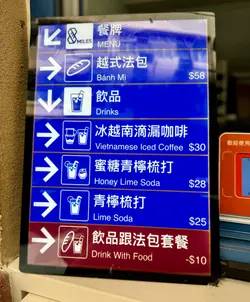 & MILES
餐牌
MENU
越式法包
Bánh Mì $58
飲品
Drinks
冰越南滴漏咖啡
Vietnamese Iced Coffee $30
蜜糖青檸梳打
Honey Lime Soda $28
青檸梳打
Lime Soda $25
飲品跟法包套餐
Drink With Food -$10